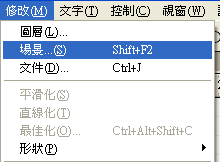 修改(M) 文字(T) 控制(C) 視窗(W)
圖層(L)...
場景...(S) Shift+F2
文件(D)... Ctrl+J
平滑化(S)
直線化(T)
最佳化(O)... Ctrl+Alt+Shift+C
形狀(P)